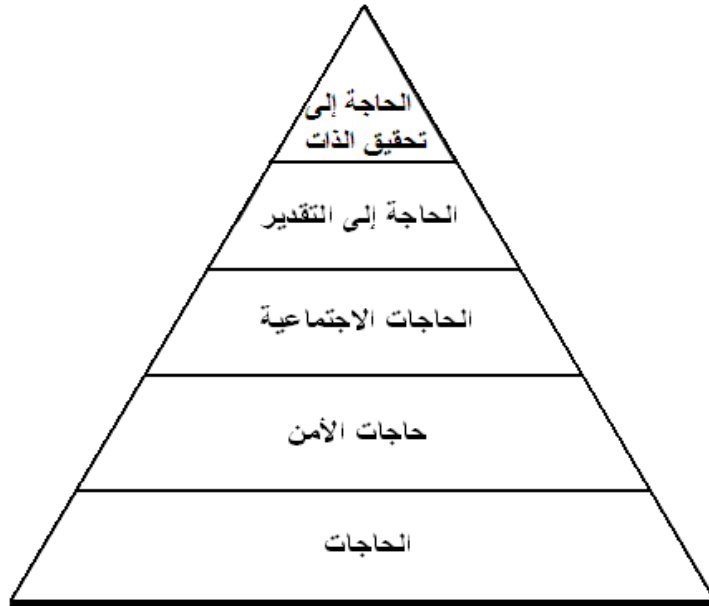 الحاجة إلى
تحقيق الذات
الحاجة إلى التقدير
الحاجات الاجتماعية
حاجات الأمن
الحاجات